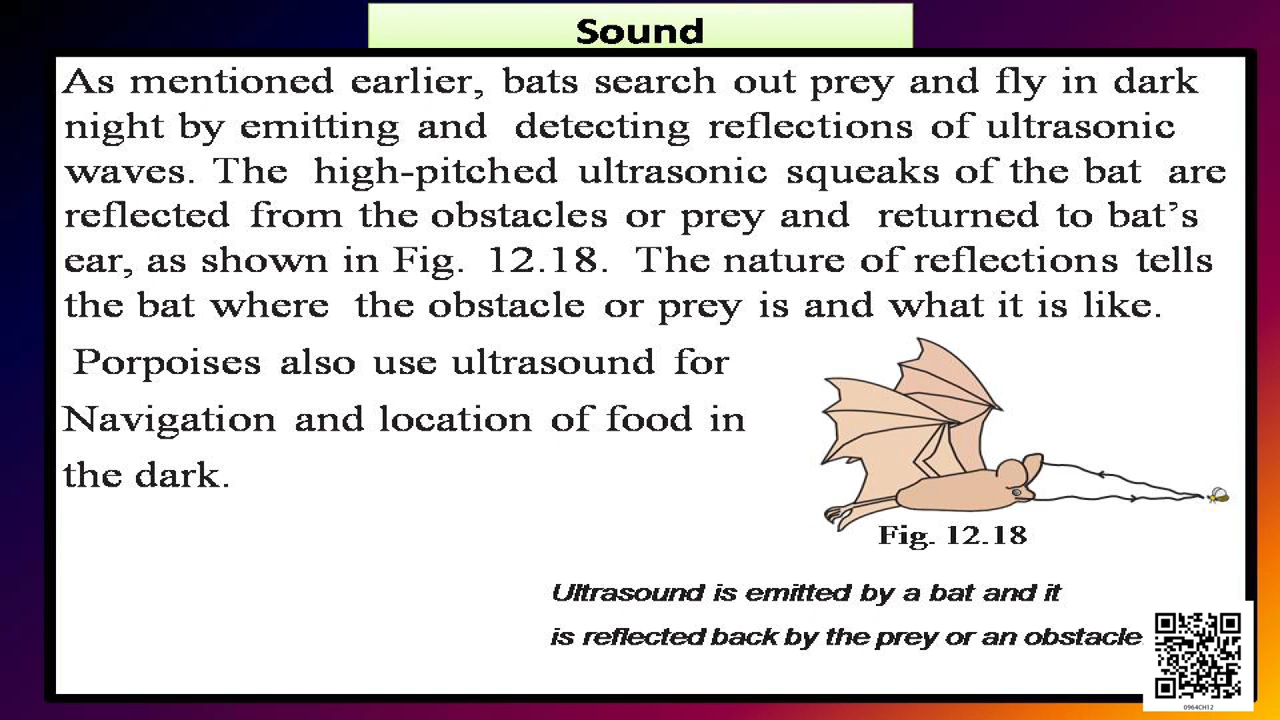 Sound
As mentioned earlier, bats search out prey and fly in dark
night by emitting and detecting reflections of ultrasonic
waves. The high-pitched ultrasonic squeaks of the bat are
reflected from the obstacles or prey and returned to bat’s
ear, as shown in Fig. 12.18. The nature of reflections tells
the bat where the obstacle or prey is and what it is like.
Porpoises also use ultrasound for
Navigation and location of food in
the dark.
Fig. 12.18
Ultrasound is emitted by a bat and it
is reflected back by the prey or an obstacle
0964CH12